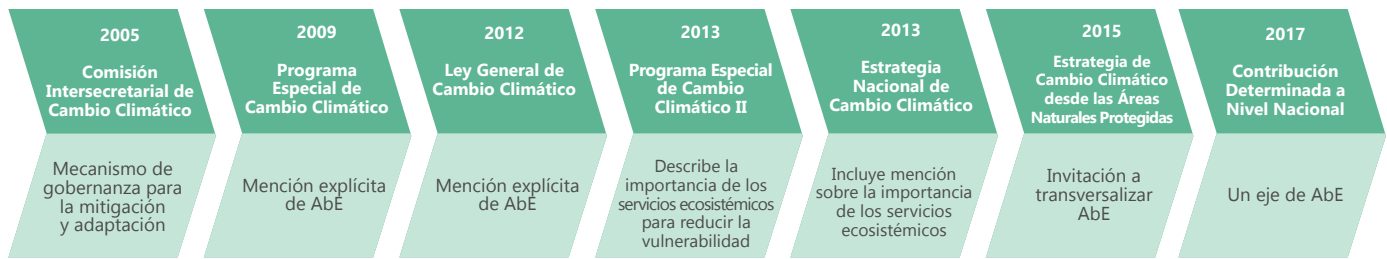 2005
Comisión
Intersecretarial de
Cambio Climático
Mecanismo de
gobernanza para
la mitigación
y adaptación
2009
Programa
Especial de
Cambio Climático
Mención explícita
de AbE
2012
Ley General de
Cambio Climático
Mención explícita
de AbE
2013
Programa Especial
de Cambio
Climático II
Describe la
importancia de los
servicios ecosistémicos
para reducir la
vulnerabilidad
2013
Estrategia
Nacional de
Cambio Climático
Incluye mención
sobre la importancia
de los servicios
ecosistémicos
2015
Estrategia de
Cambio Climático
desde las Áreas
Naturales Protegidas
Invitación a
transversalizar
AbE
2017
Contribución
Determinada a
Nivel Nacional
Un eje de AbE